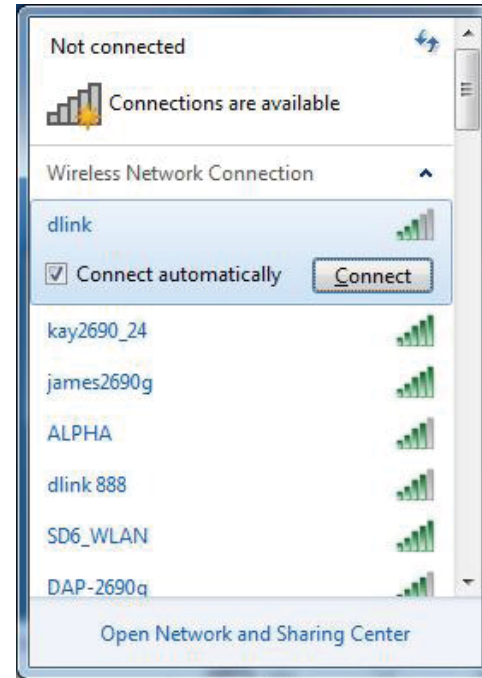 Not connected
Connections are available
Wireless Network Connection
dlink
Connect automatically Connect
kay2690_24
james2690g
ALPHA
dlink 888
SD6_WLAN
DAP-2690g
Open Network and Sharing Center